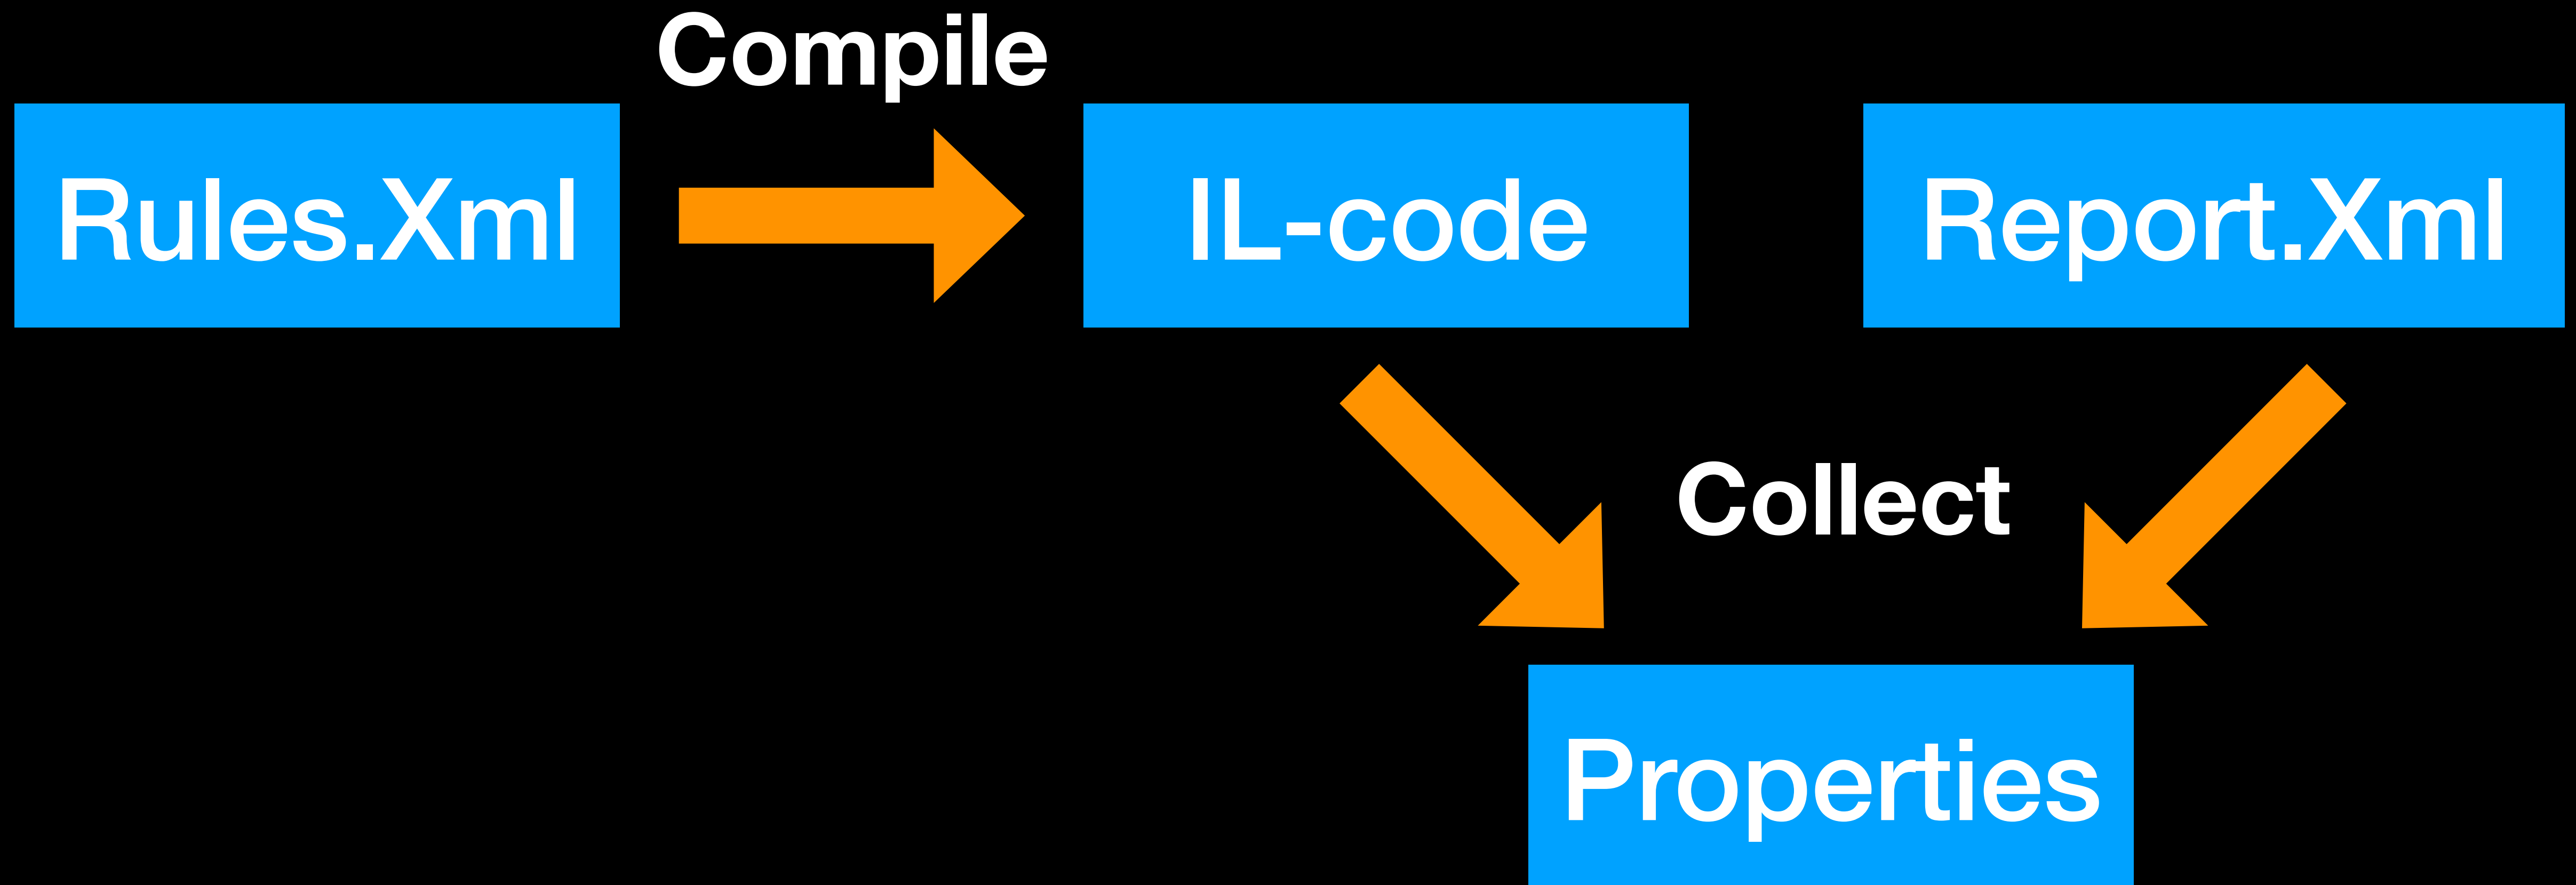 Compile
Rules.Xml
IL-code
Report.Xml
Collect
Properties